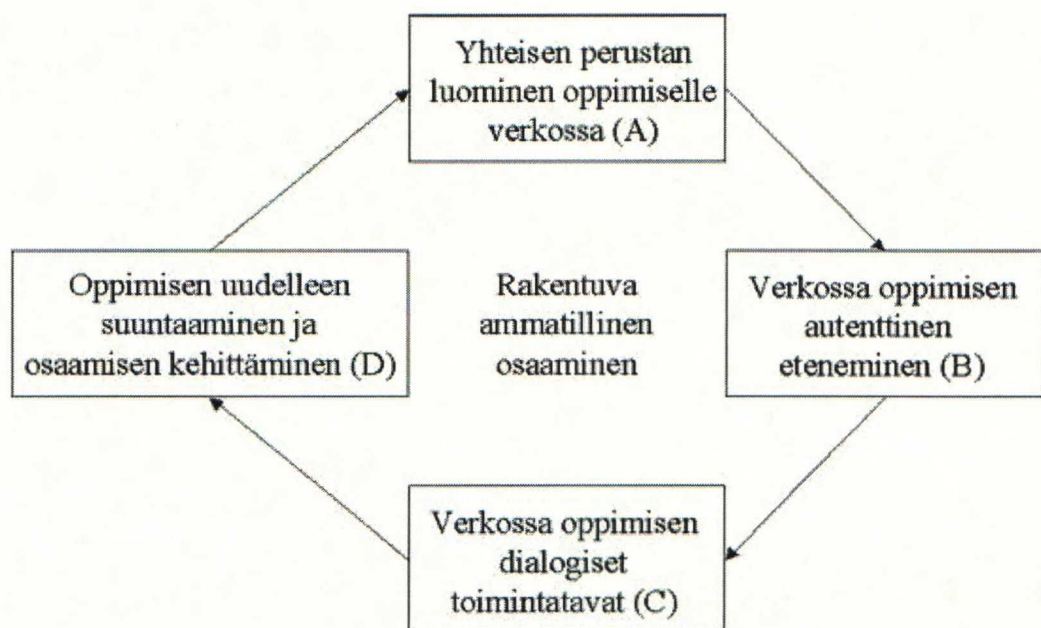 Yhteisen perustan
luominen oppimiselle
verkossa (A)
Oppimisen uudelleen
suuntaaminen ja
osaamisen kehittäminen (D)
Rakentuva
ammatillinen
osaaminen
Verkossa oppimisen
autenttinen
eteneminen (B)
Verkossa oppimisen
dialogiset
toimintatavat (C)